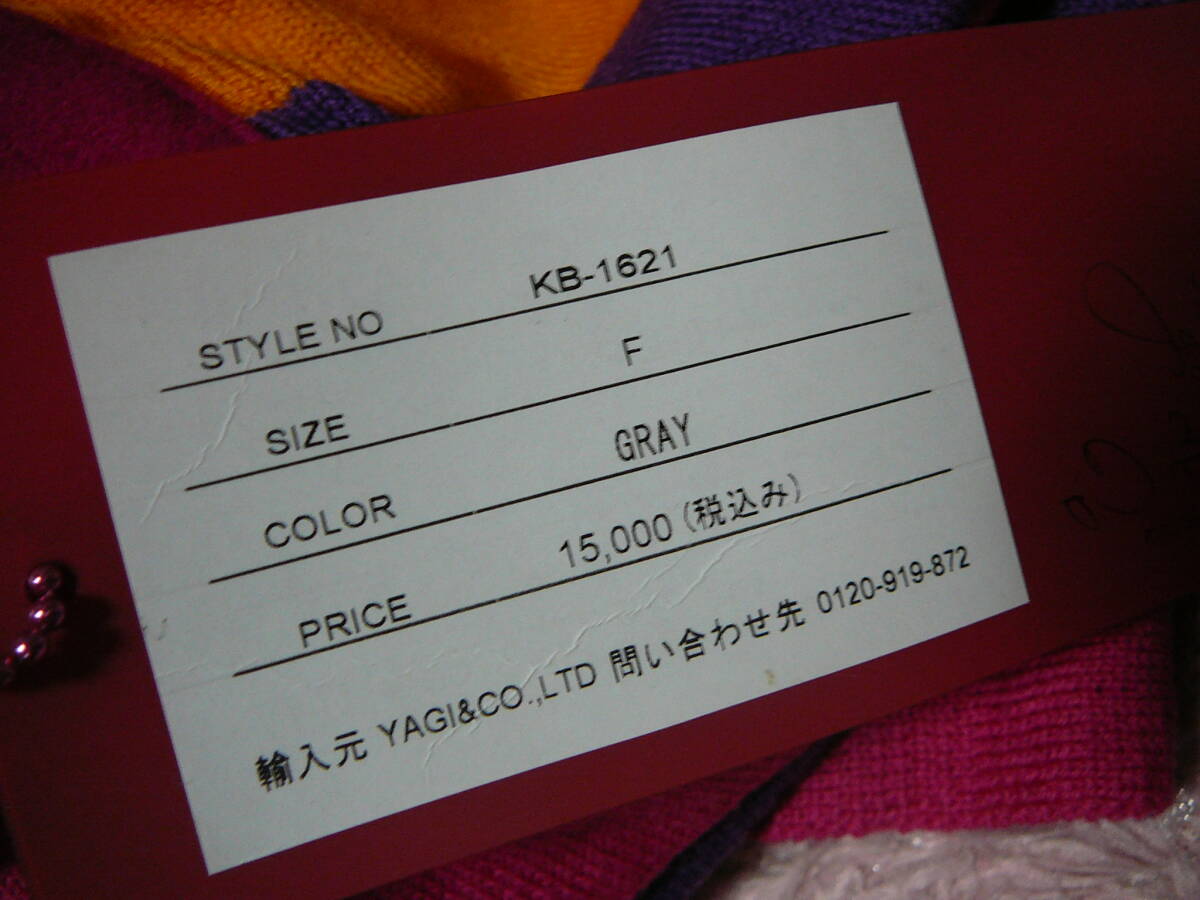 STYLE NO KB-1621
SIZE F
COLOR GRAY
PRICE 15,000 (税込み)
輸入元 YAGI&CO.,LTD 問い合わせ先 0120-919-872